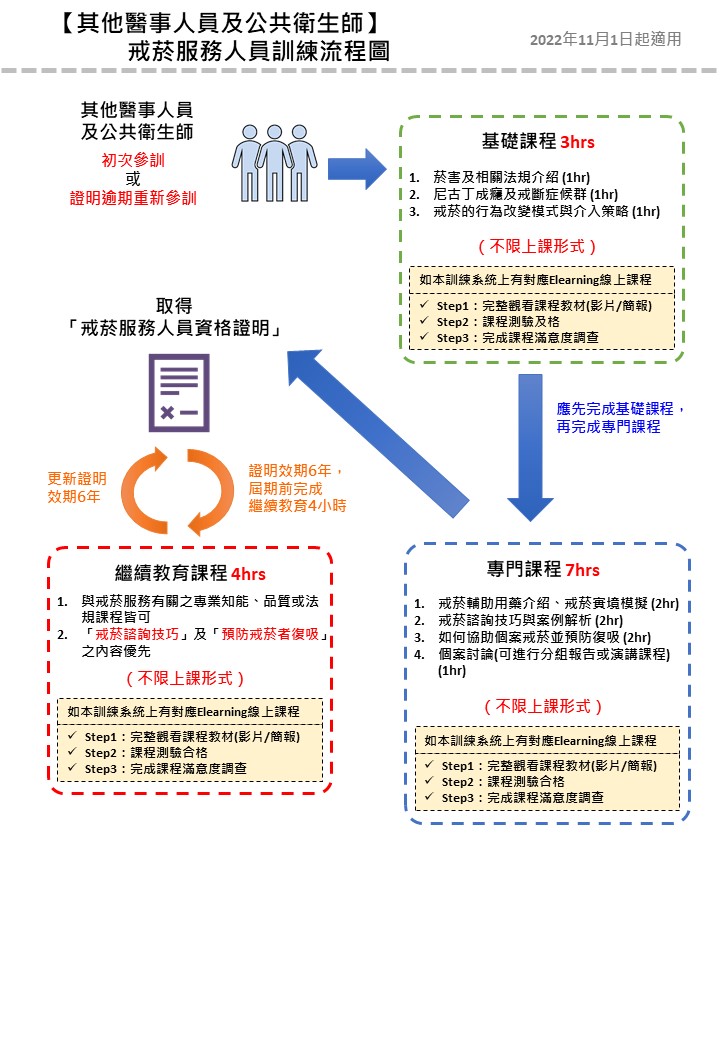 【其他醫事人員及公共衛生師】
戒菸服務人員訓練流程圖
2022年11月1日起適用
其他醫事人員
及公共衛生師
初次參訓
或
證明逾期重新參訓
基礎課程 3hrs
1. 菸害及相關法規介紹 (1hr)
2. 尼古丁成癮及戒斷症候群 (1hr)
3. 戒菸的行為改變模式與介入策略 (1hr)
(不限上課形式)
如本訓練系統上有對應Elearning線上課程
✓ Step1：完整觀看課程教材(影片/簡報)
✓ Step2：課程測驗及格
✓ Step3：完成課程滿意度調查
應先完成基礎課程，
再完成專門課程
專門課程 7hrs
1. 戒菸輔助用藥介紹、戒菸實境模擬 (2hr)
2. 戒菸諮詢技巧與案例解析 (2hr)
3. 如何協助個案戒菸並預防復吸 (2hr)
4. 個案討論(可進行分組報告或演講課程)
(1hr)
(不限上課形式)
如本訓練系統上有對應Elearning線上課程
✓ Step1：完整觀看課程教材(影片/簡報)
✓ Step2：課程測驗合格
✓ Step3：完成課程滿意度調查
取得
「戒菸服務人員資格證明」
更新證明
效期6年
證明效期6年，
屆期前完成
繼續教育4小時
繼續教育課程 4hrs
1. 與戒菸服務有關之專業知能、品質或法
規課程皆可
2. 「戒菸諮詢技巧」及「預防戒菸者復吸」
之內容優先
(不限上課形式)
如本訓練系統上有對應Elearning線上課程
✓ Step1：完整觀看課程教材(影片/簡報)
✓ Step2：課程測驗合格
✓ Step3：完成課程滿意度調查